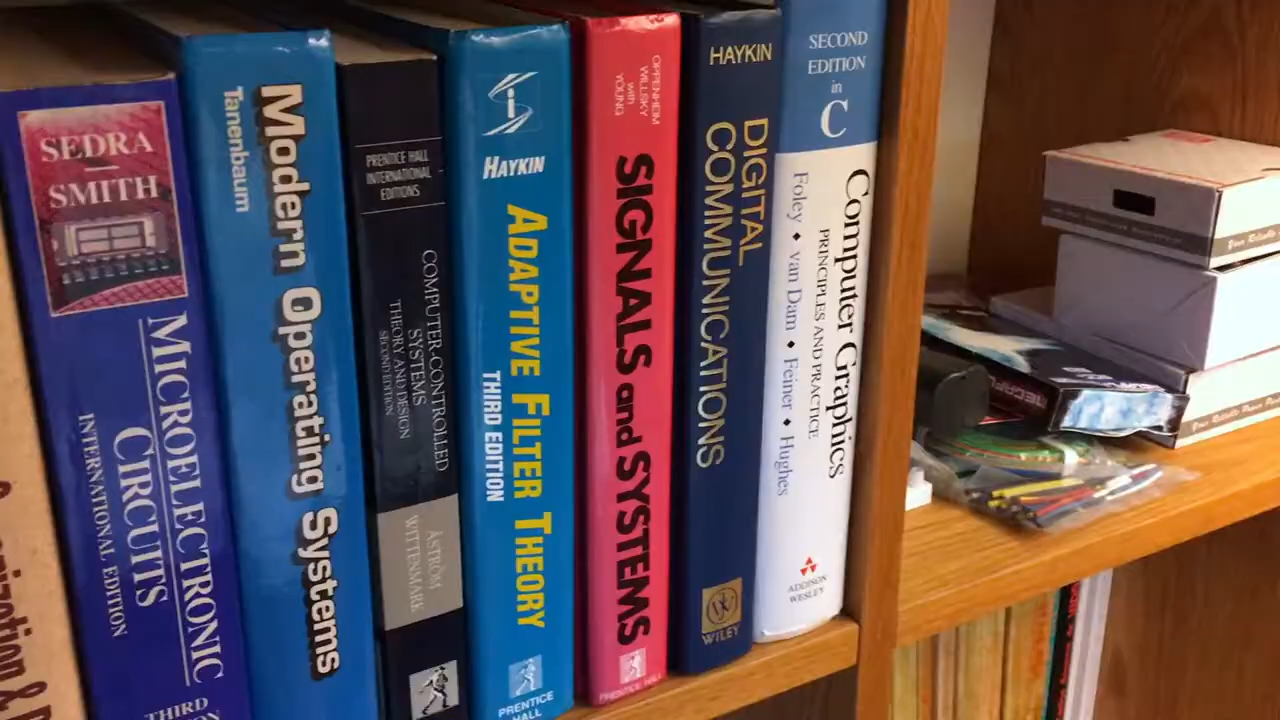 SEDRA
SMITH
MICROELECTRONIC
CIRCUITS
INTERNATIONAL EDITION
THIRD
Modern Operating Systems
Tanenbaum
PRENTICE HALL
INTERNATIONAL
EDITIONS
COMPUTER-CONTROLLED
SYSTEMS
THEORY AND DESIGN
SECOND EDITION
ÅSTRÖM
WITTENMARK
HAYKIN
ADAPTIVE FILTER THEORY
THIRD EDITION
PRENTICE
HALL
OPPENHEIM
WILLSKY
with
YOUNG
SIGNALS and SYSTEMS
PRENTICE HALL
HAYKIN
DIGITAL
COMMUNICATIONS
WILEY
SECOND
EDITION
in
C
Computer Graphics
PRINCIPLES AND PRACTICE
Foley ♦ van Dam ♦ Feiner ♦ Hughes
ADDISON
WESLEY